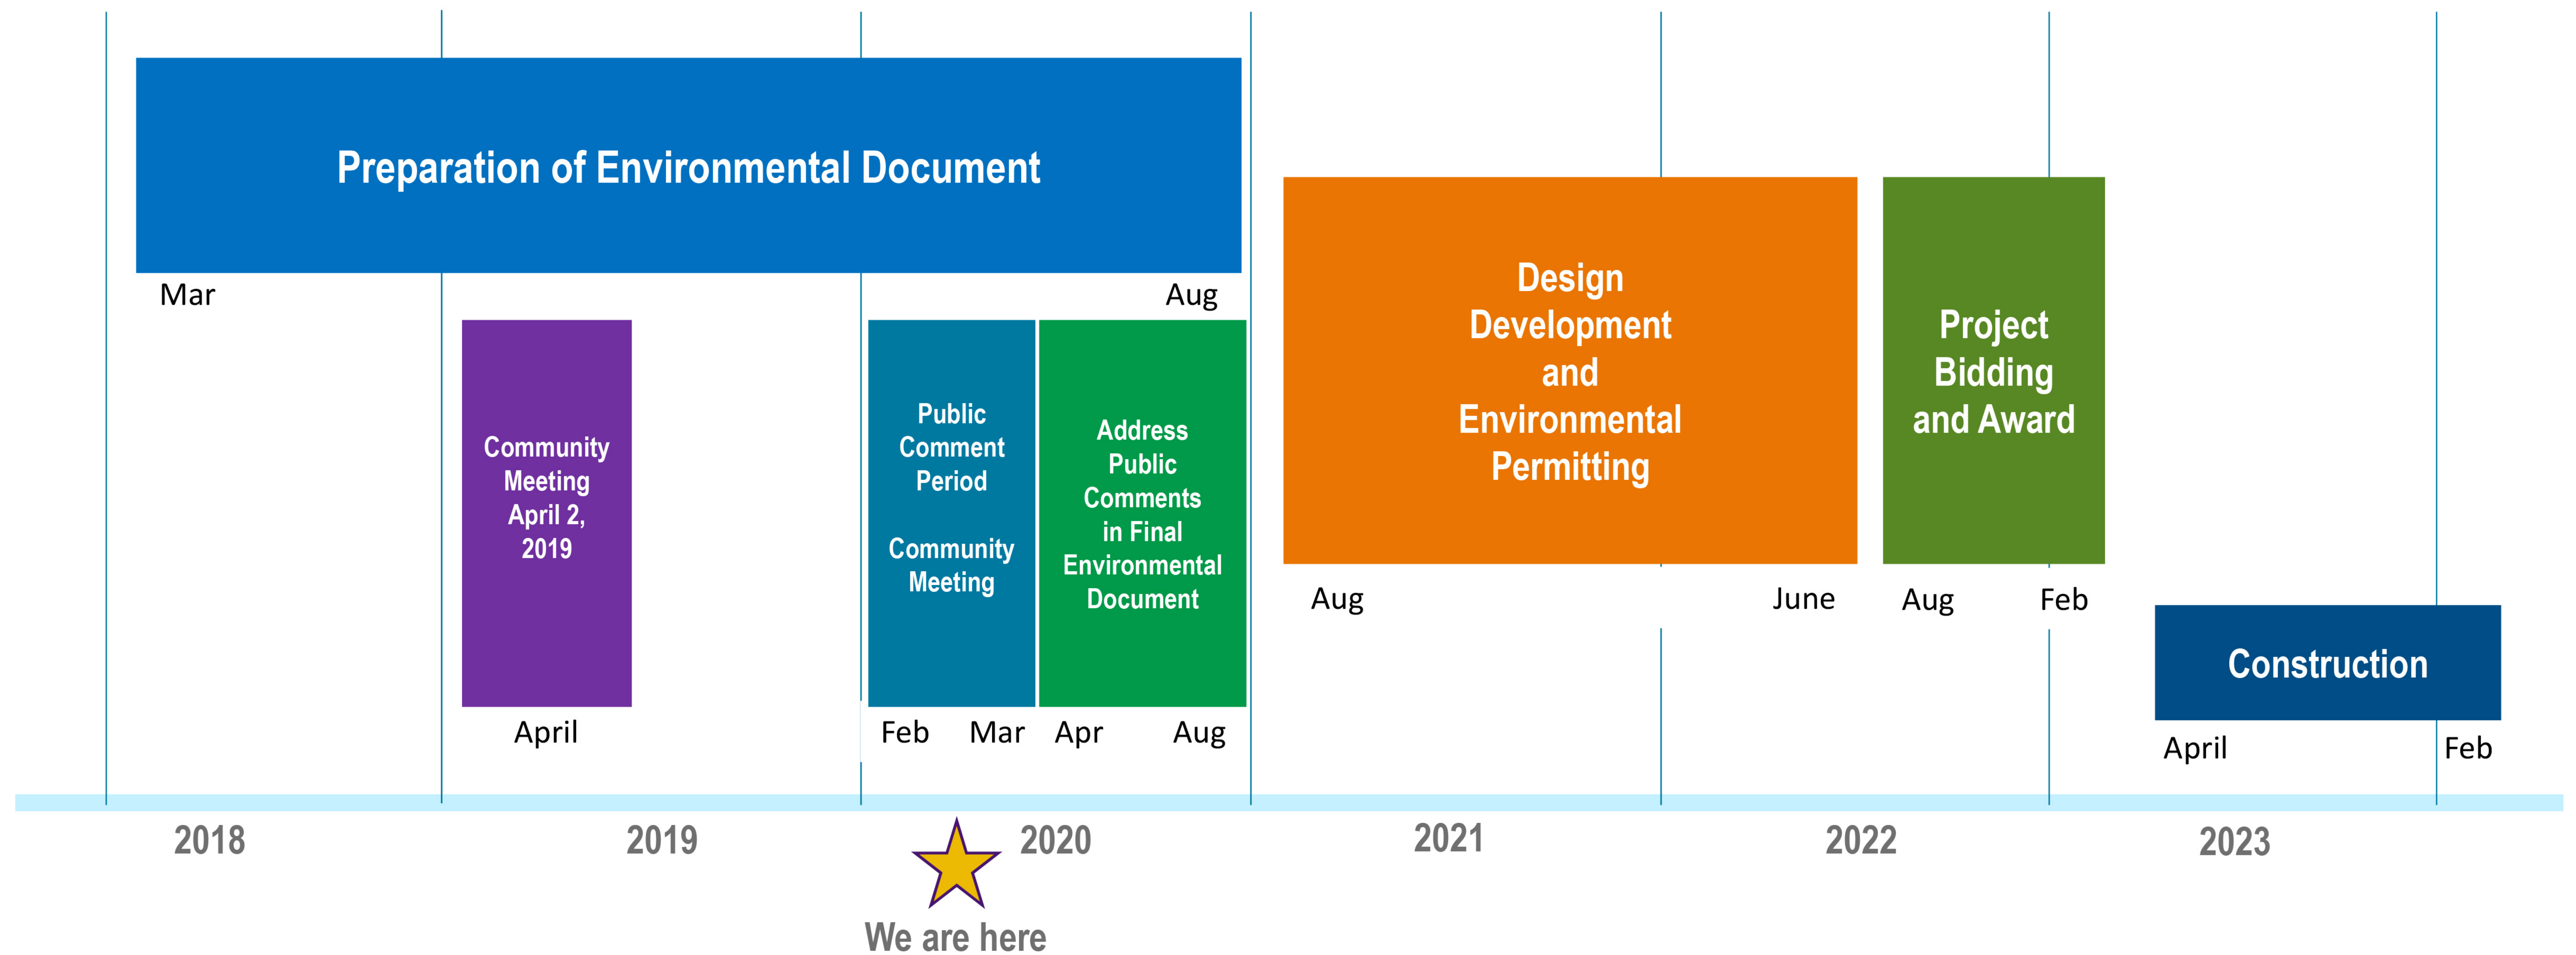 Preparation of Environmental Document
Mar
Aug
Community
Meeting
April 2,
2019
April
Public
Comment
Period
Community
Meeting
Feb
Mar
Address
Public
Comments
in Final
Environmental
Document
Apr
Aug
Design
Development
and
Environmental
Permitting
Aug
June
Project
Bidding
and Award
Aug
Feb
Construction
April
Feb
2018
2019
2020
2021
2022
2023
We are here